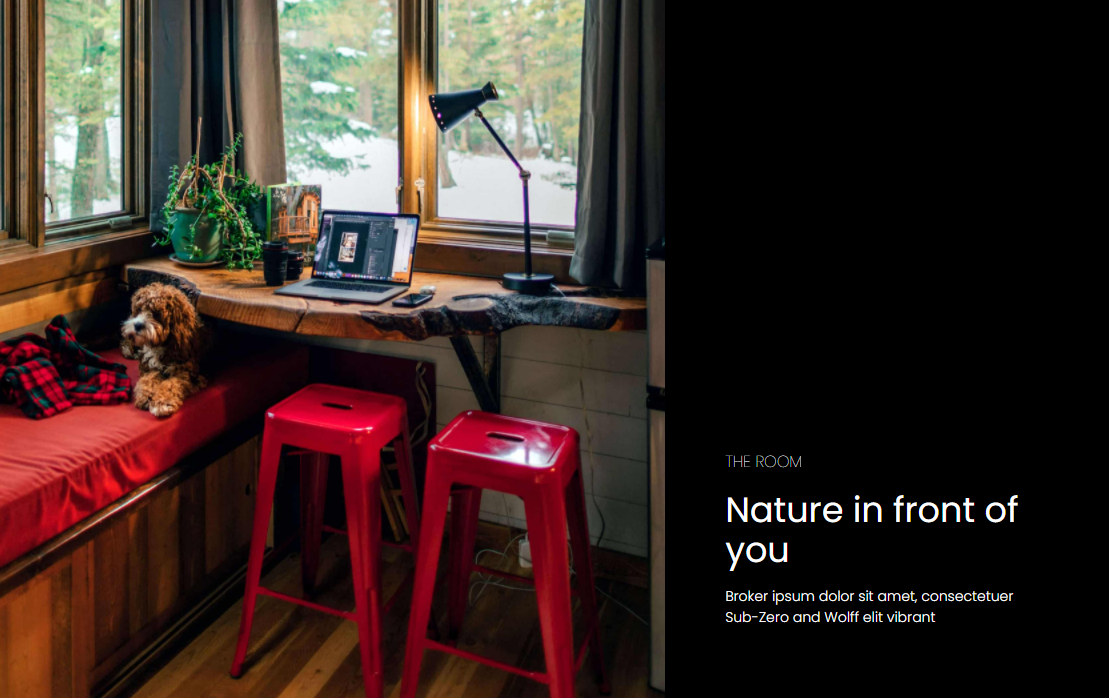 THE ROOM
Nature in front of
you
Broker ipsum dolor sit amet, consectetuer
Sub-Zero and Wolff elit vibrant